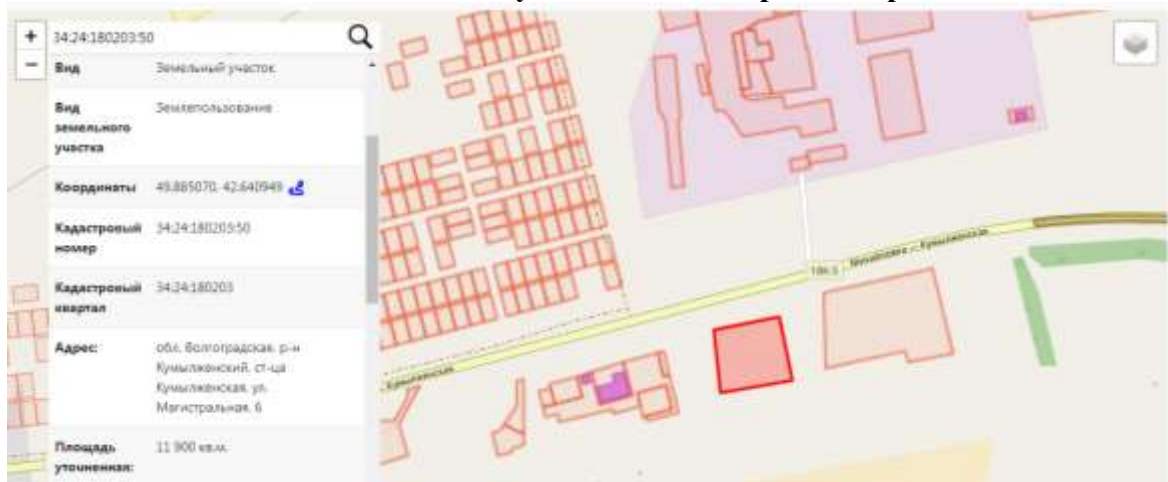 +
34:24:180203:50
−
Вид Земельный участок
Вид Землепользование
земельного
участка
Координаты 49.885070, 42.640949
Кадастровый 34:24:180203:50
номер
Кадастровый 34:24:180203
квартал
Адрес: обл. Волгоградская, р-н
Кумылженский, ст-ца
Кумылженская, ул.
Магистральная, 6
Площадь 11 900 кв.м.
уточненная:
Михайловка — Кумылженская
Кумылженская